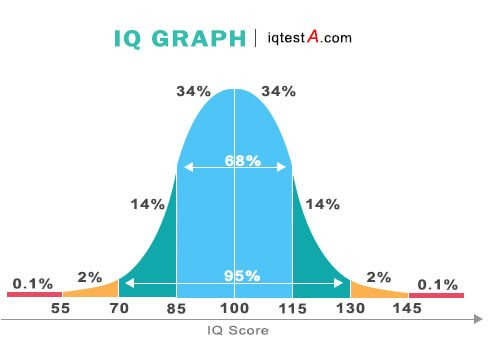 IQ GRAPH | iqtestA.com
34% 34%
68%
14% 14%
95%
0.1% 2% 2% 0.1%
55 70 85 100 115 130 145
IQ Score